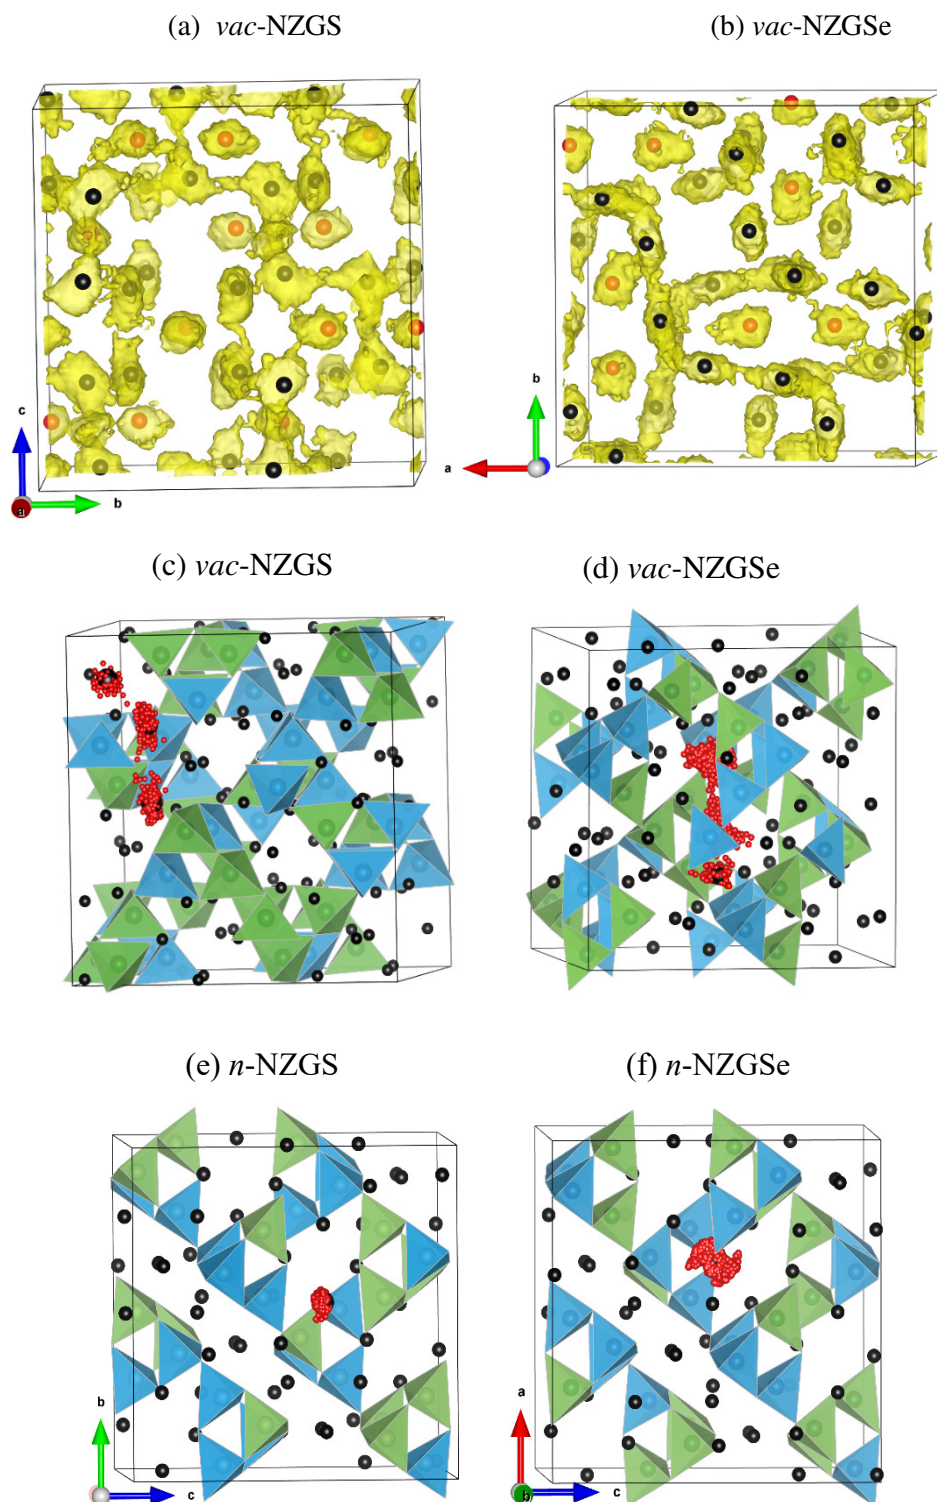 (a) vac-NZGS
(b) vac-NZGSe
c
a
b
b
a
(c) vac-NZGS
(d) vac-NZGSe
(e) n-NZGS
(f) n-NZGSe
b
c
a
b
c